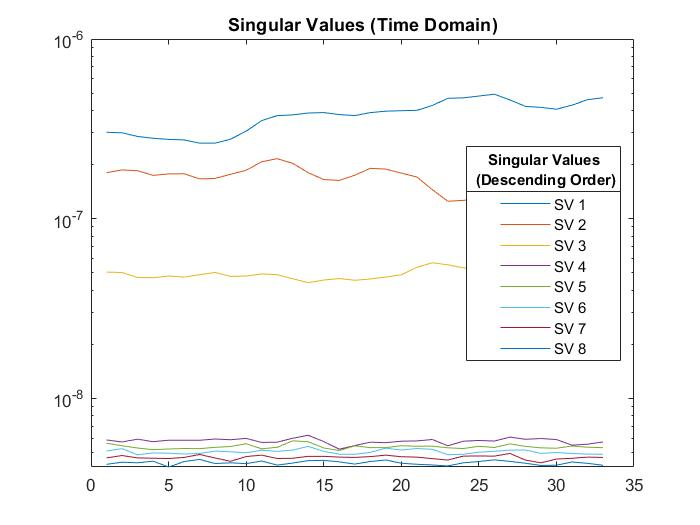 Singular Values (Time Domain)
10^-6
10^-7
10^-8
Singular Values
(Descending Order)
SV 1
SV 2
SV 3
SV 4
SV 5
SV 6
SV 7
SV 8
0 5 10 15 20 25 30 35